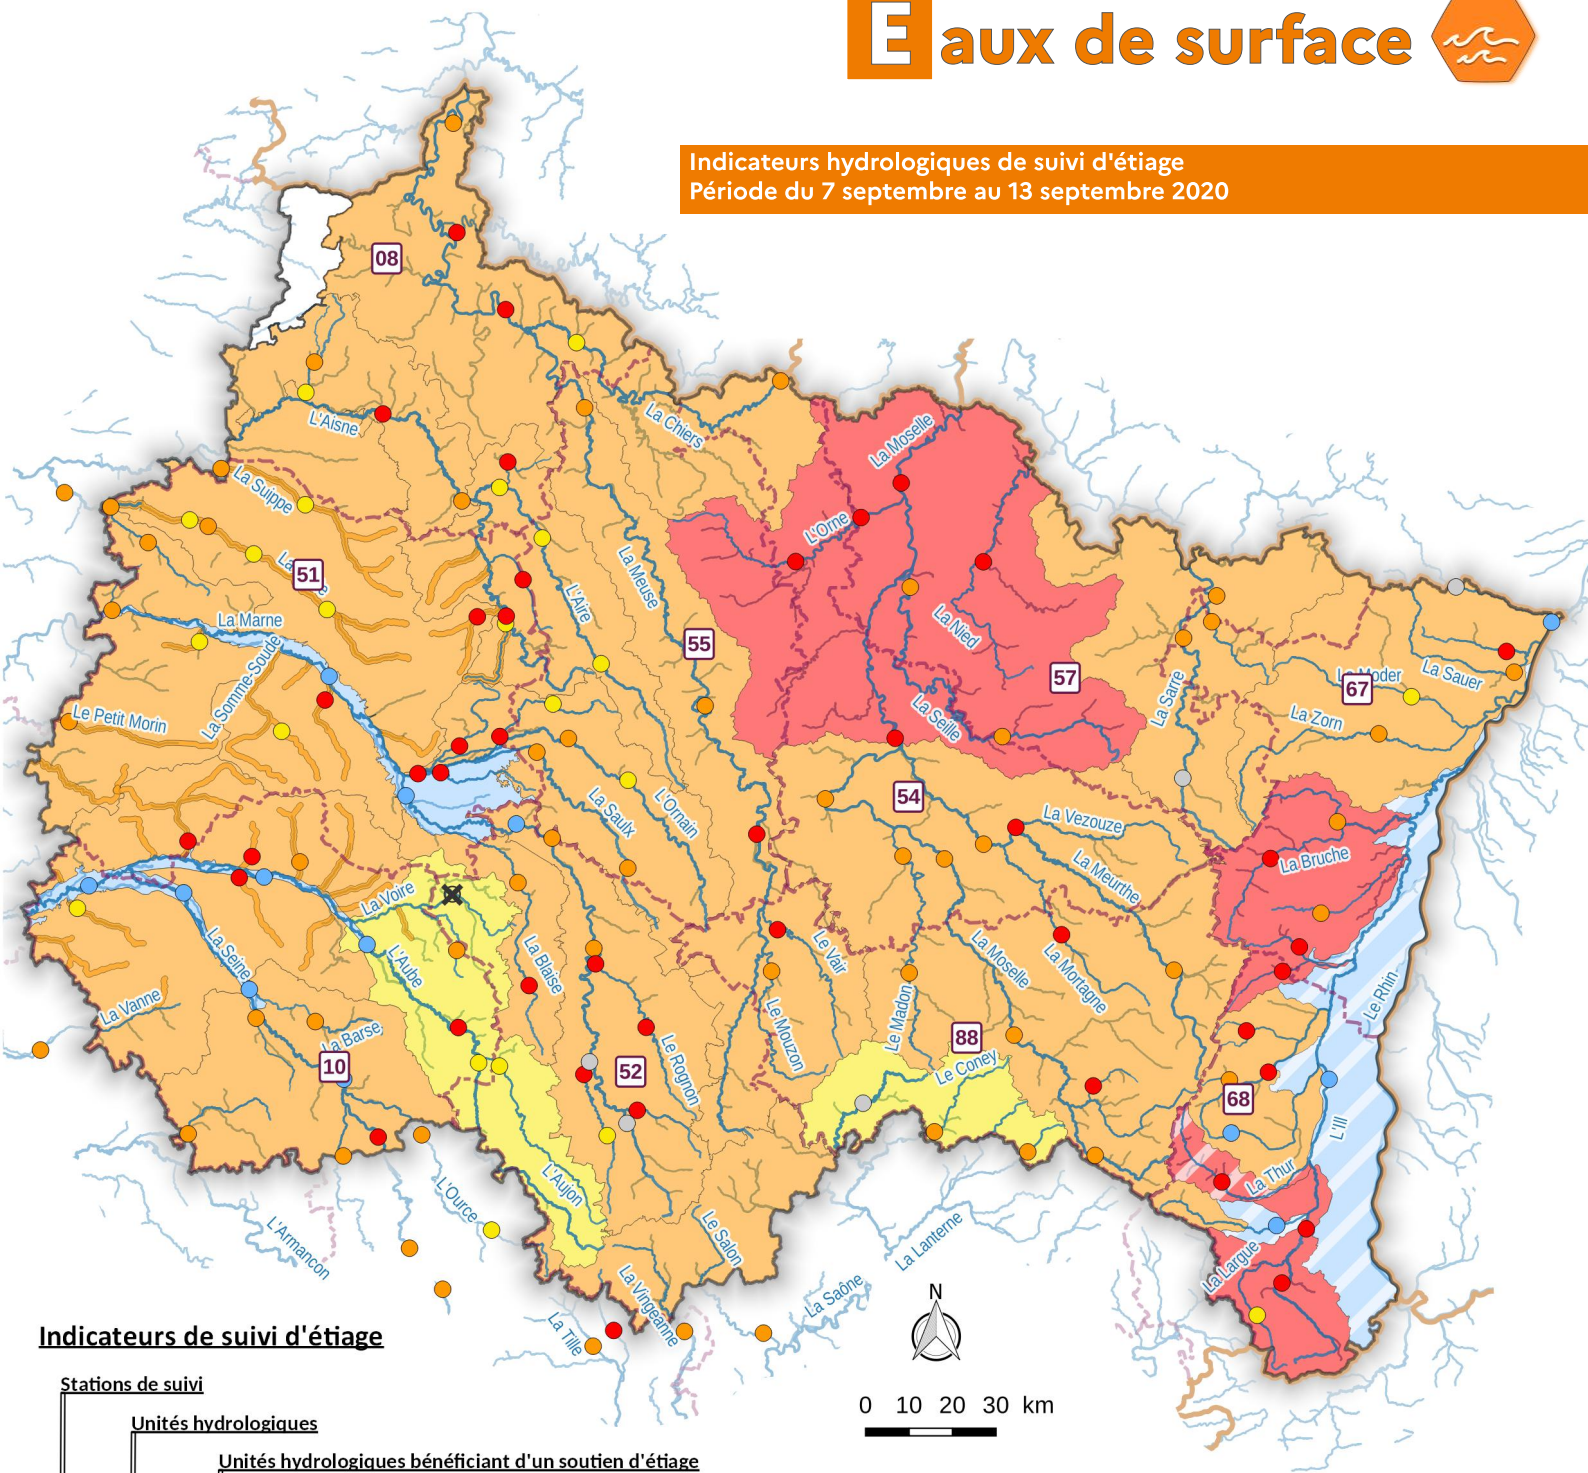 Eaux de surface
Indicateurs hydrologiques de suivi d'étiage
Période du 7 septembre au 13 septembre 2020
08
La Chiers
La Moselle
L'Aisne
La Suippe
L'Orne
51
La Meuse
L'Aire
La Marne
La Nied
55
57
La Somme-Soude
Le Petit Morin
La Sarre
La Seille
La Sauer
67
La Zorn
54
La Saulx
L'Ornain
La Vezouze
La Meurthe
La Bruche
La Voire
La Seine
L'Aube
La Blaise
Le Vair
La Moselle
La Mortagne
Le Rhin
La Vanne
La Barse
10
Le Mouzon
Le Madon
88
Le Coney
52
Le Rognon
68
L'Ill
La Thur
L'Aujon
L'Ource
L'Armancon
Le Salon
La Lanterne
La Largue
La Vingeanne
La Saône
La Tille
N
Indicateurs de suivi d'étiage
Stations de suivi
Unités hydrologiques
Unités hydrologiques bénéficiant d'un soutien d'étiage
0 10 20 30 km